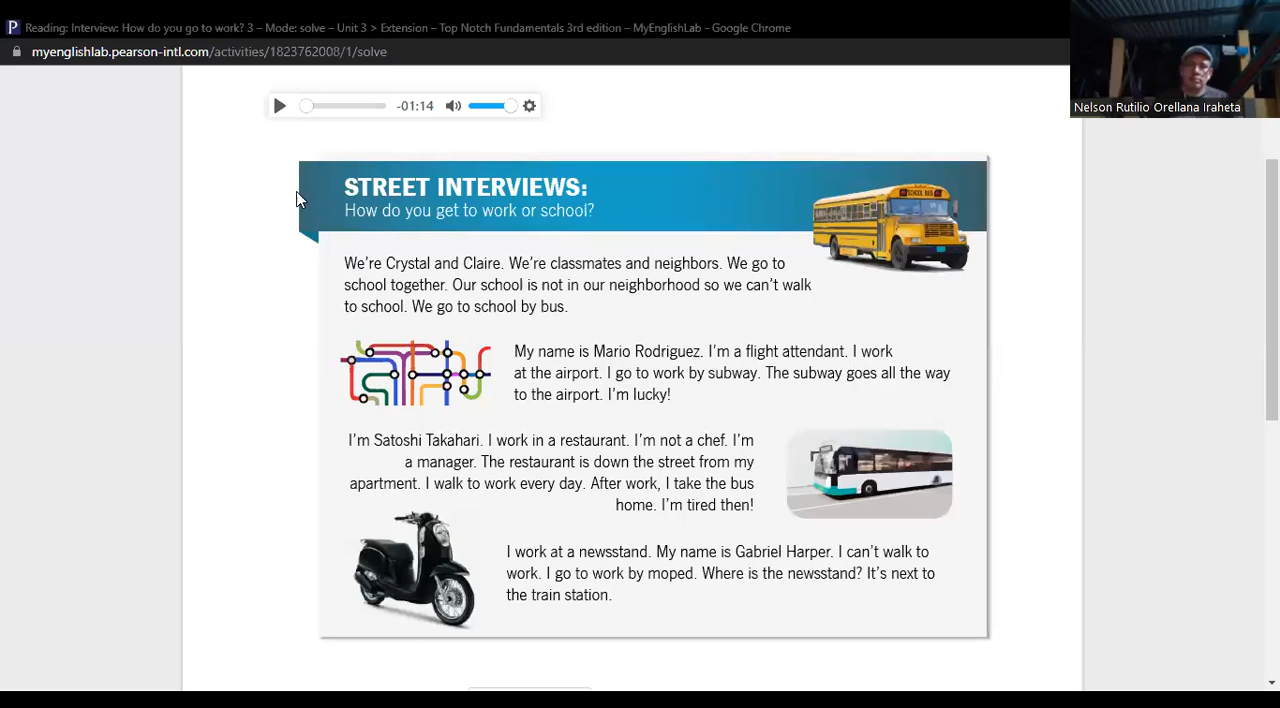 Reading: Interview: How do you go to work? 3 – Mode: solve – Unit 3 > Extension – Top Notch Fundamentals 3rd edition – MyEnglishLab - Google Chrome
myenglishlab.pearson-intl.com/activities/1823762008/1/solve
Nelson Rutilio Orellana Iraheta
-01:14
STREET INTERVIEWS:
How do you get to work or school?
SCHOOL BUS
We're Crystal and Claire. We're classmates and neighbors. We go to
school together. Our school is not in our neighborhood so we can't walk
to school. We go to school by bus.
My name is Mario Rodriguez. I'm a flight attendant. I work
at the airport. I go to work by subway. The subway goes all the way
to the airport. I'm lucky!
I'm Satoshi Takahari. I work in a restaurant. I'm not a chef. I'm
a manager. The restaurant is down the street from my
apartment. I walk to work every day. After work, I take the bus
home. I'm tired then!
I work at a newsstand. My name is Gabriel Harper. I can't walk to
work. I go to work by moped. Where is the newsstand? It's next to
the train station.